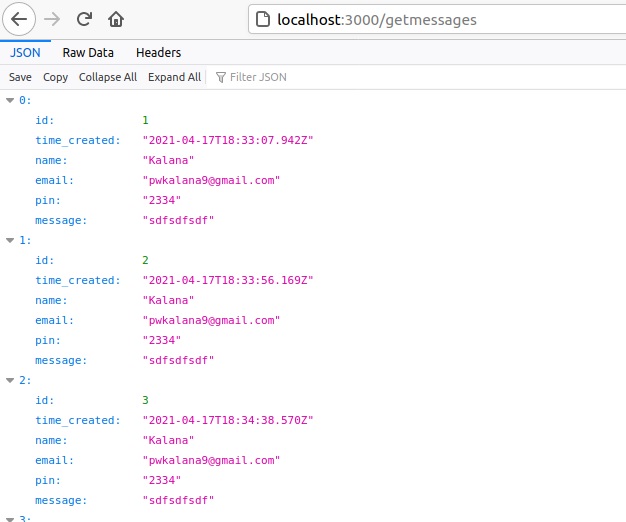 localhost:3000/getmessages
JSON Raw Data Headers
Save Copy Collapse All Expand All Filter JSON
0:
id: 1
time_created: "2021-04-17T18:33:07.942Z"
name: "Kalana"
email: "pwkalana9@gmail.com"
pin: "2334"
message: "sdfsdfsdf"
1:
id: 2
time_created: "2021-04-17T18:33:56.169Z"
name: "Kalana"
email: "pwkalana9@gmail.com"
pin: "2334"
message: "sdfsdfsdf"
2:
id: 3
time_created: "2021-04-17T18:34:38.570Z"
name: "Kalana"
email: "pwkalana9@gmail.com"
pin: "2334"
message: "sdfsdfsdf"
3: